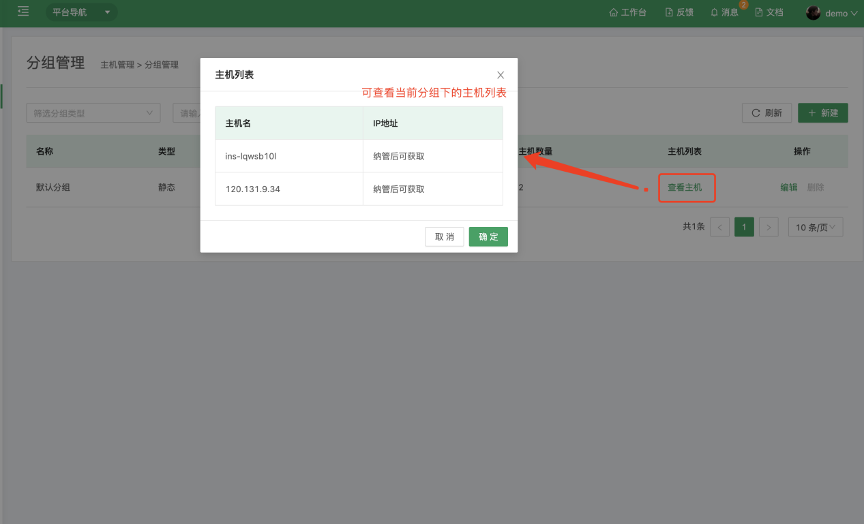 平台导航
工作台
反馈
消息
2
文档
demo
分组管理
主机管理 > 分组管理
筛选分组类型
请输
刷新
+ 新建
名称
类型
主机数量
主机列表
操作
默认分组
静态
2
查看主机
编辑
删除
共1条
1
10 条/页
主机列表
可查看当前分组下的主机列表
主机名
IP地址
ins-lqwsb10l
纳管后可获取
120.131.9.34
纳管后可获取
取 消
确 定